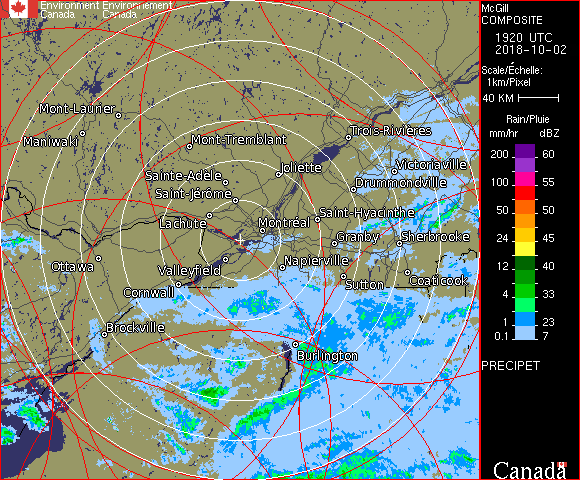 Environment Environnement
Canada Canada
McGill
COMPOSITE
1920 UTC
2018-10-02
Scale/Échelle:
1km/Pixel
40 KM
Rain/Pluie
mm/hr dBZ
200 60
100 55
50 50
24 45
12 40
4 33
1 23
0.1 7
PRECIPET
Canada
Mont-Laurier
Maniwaki
Mont-Tremblant
Trois-Rivières
Sainte-Adèle
Joliette
Victoriaville
Saint-Jérôme
Drummondville
Lachute
Montréal
Saint-Hyacinthe
Granby
Sherbrooke
Ottawa
Valleyfield
Napierville
Cornwall
Sutton
Coaticook
Brockville
Burlington